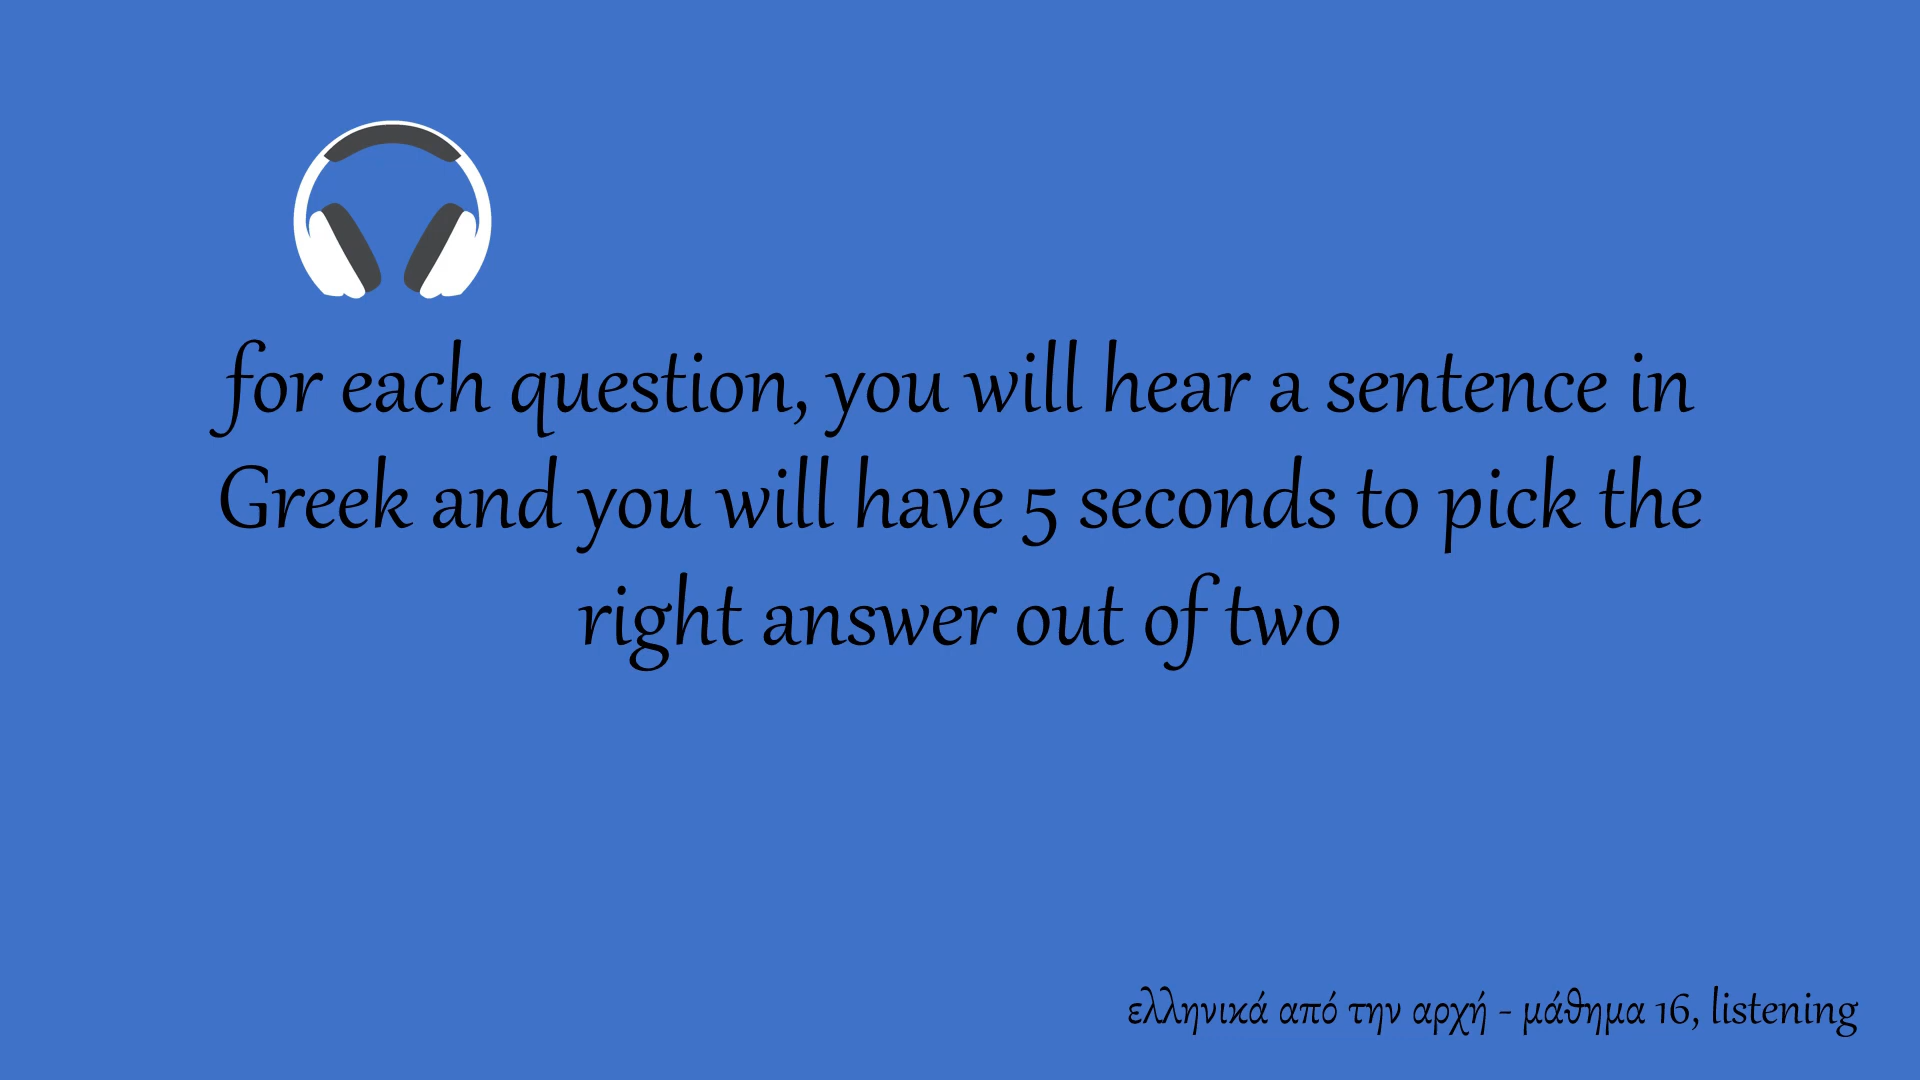 for each question, you will hear a sentence in
Greek and you will have 5 seconds to pick the
right answer out of two
ελληνικά από την αρχή - μάθημα 16, listening